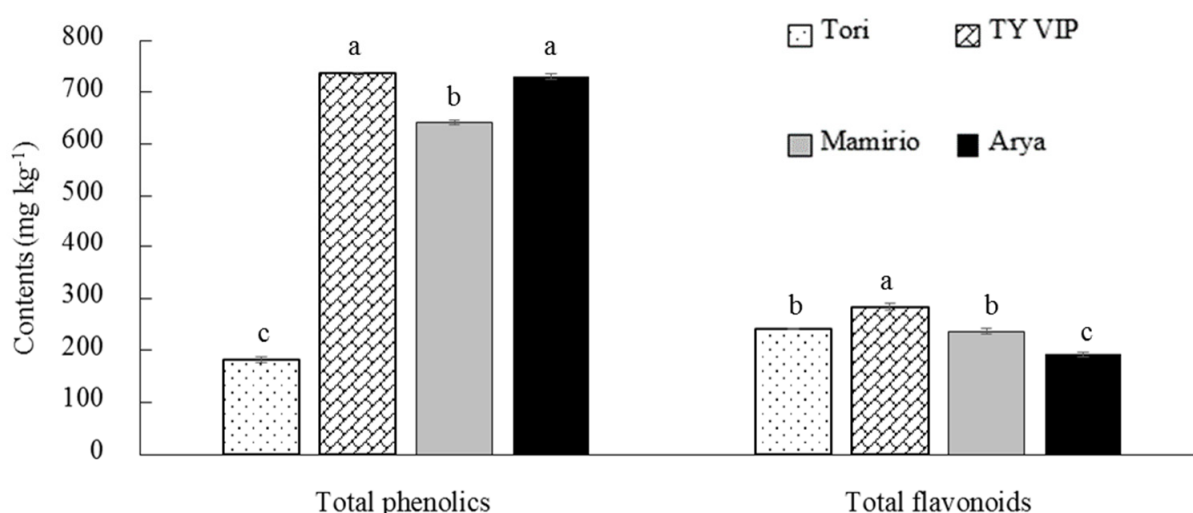 Tori
TY VIP
Mamirio
Arya
Contents (mg kg⁻¹)
800
700
600
500
400
300
200
100
0
c
a
b
a
b
a
b
c
Total phenolics
Total flavonoids